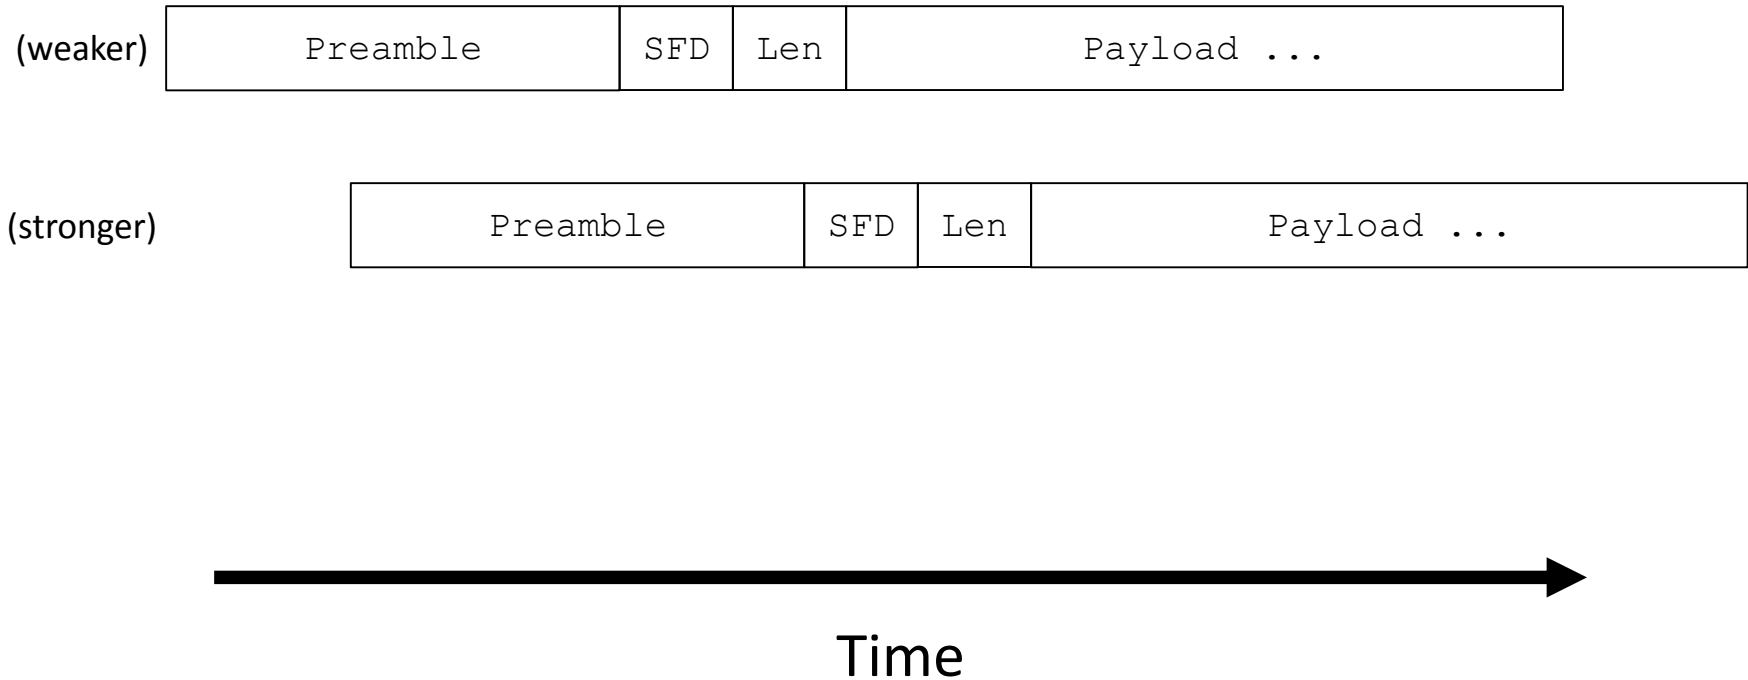 (weaker) Preamble SFD Len Payload ...
(stronger) Preamble SFD Len Payload ...
Time